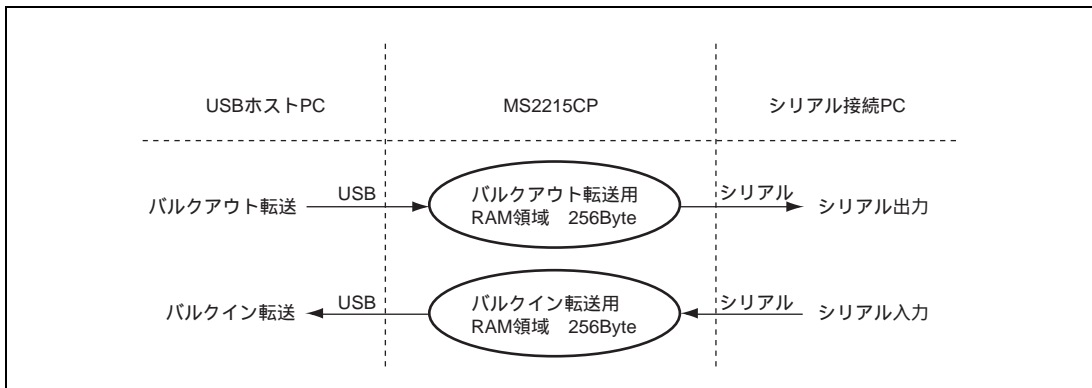 USBホストPC
MS2215CP
シリアル接続PC
バルクアウト転送
USB
バルクアウト転送用
RAM領域　256Byte
シリアル
シリアル出力
バルクイン転送
USB
バルクイン転送用
RAM領域　256Byte
シリアル
シリアル入力